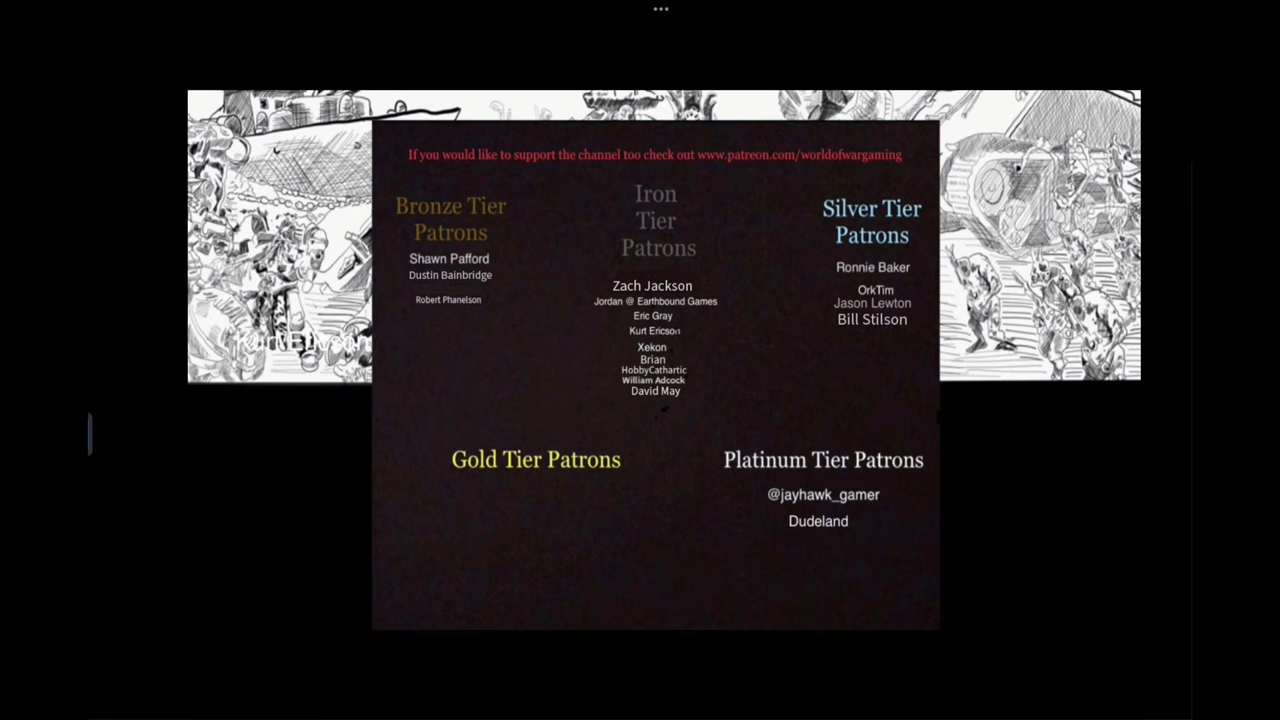 If you would like to support the channel too check out www.patreon.com/worldofwargaming
Bronze Tier
Patrons
Shawn Pafford
Dustin Bainbridge
Robert Phanelson
Iron
Tier
Patrons
Zach Jackson
Jordan @ Earthbound Games
Eric Gray
Kurt Ericson
Xekon
Brian
HobbyCathartic
William Adcock
David May
Silver Tier
Patrons
Ronnie Baker
OrkTim
Jason Lewton
Bill Stilson
Kurt Ericson
Gold Tier Patrons
Platinum Tier Patrons
@jayhawk_gamer
Dudeland